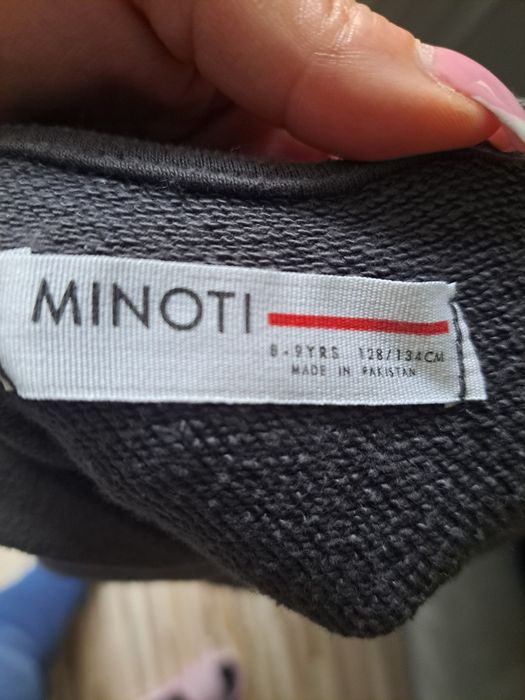 MINOTI
8-9YRS 128/134CM
MADE IN PAKISTAN